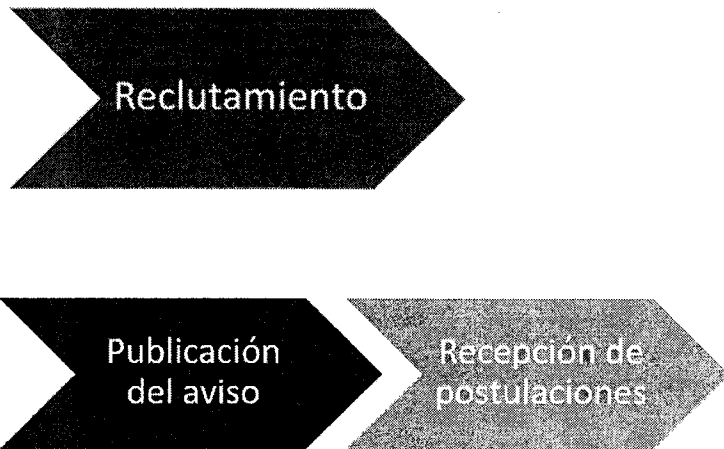 Reclutamiento
Publicación
del aviso
Recepción de
postulaciones